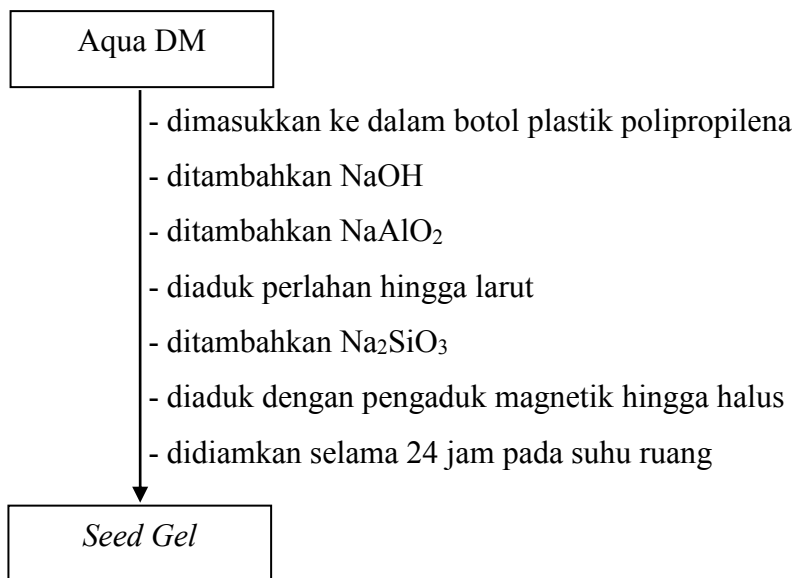 Aqua DM
- dimasukkan ke dalam botol plastik polipropilena
- ditambahkan NaOH
- ditambahkan NaAlO₂
- diaduk perlahan hingga larut
- ditambahkan Na₂SiO₃
- diaduk dengan pengaduk magnetik hingga halus
- didiamkan selama 24 jam pada suhu ruang
Seed Gel